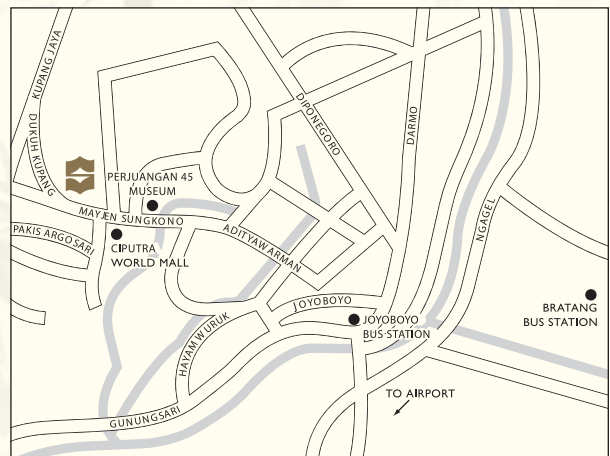 KUPANG JAYA
DUKUH KUPANG
PERJUANGAN 45
MUSEUM
MAYJEN SUNGKONO
PAKIS ARGOSARI
CIPUTRA
WORLD MALL
ADITYAWARMAN
DIPONEGORO
DARMO
NGAGEL
JOYOBOYO
JOYOBOYO
BUS STATION
HAYAM WURUK
GUNUNGSARI
BRATANG
BUS STATION
TO AIRPORT